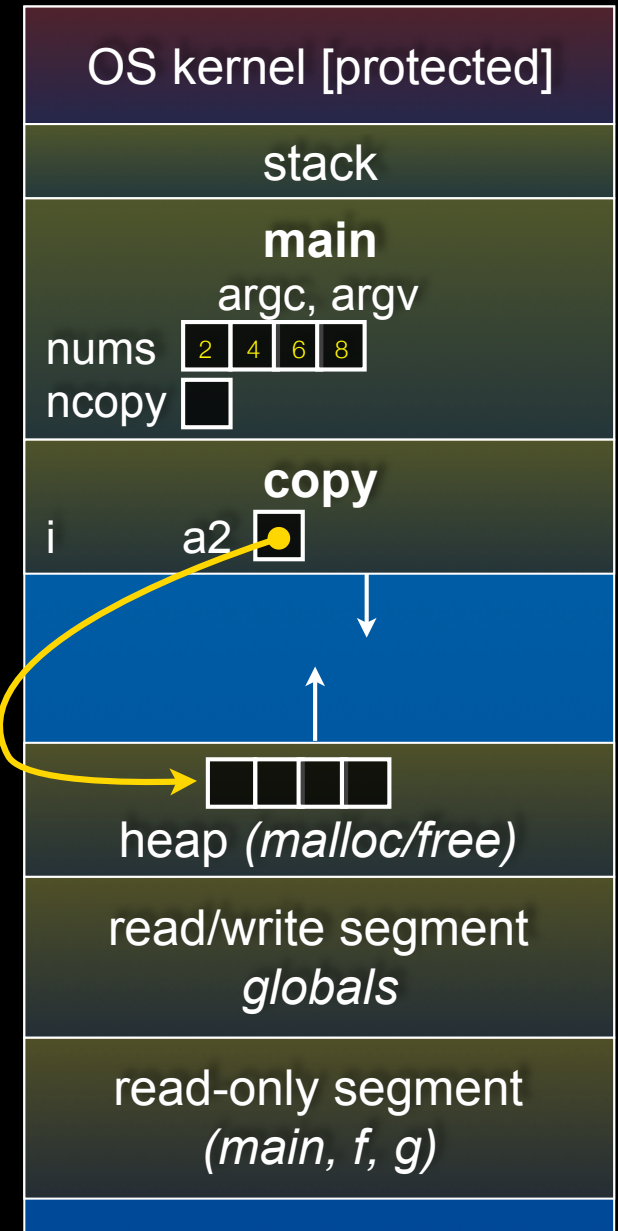 OS kernel [protected]
stack
main
argc, argv
nums 2 4 6 8
ncopy
copy
i a2
heap (malloc/free)
read/write segment
globals
read-only segment
(main, f, g)